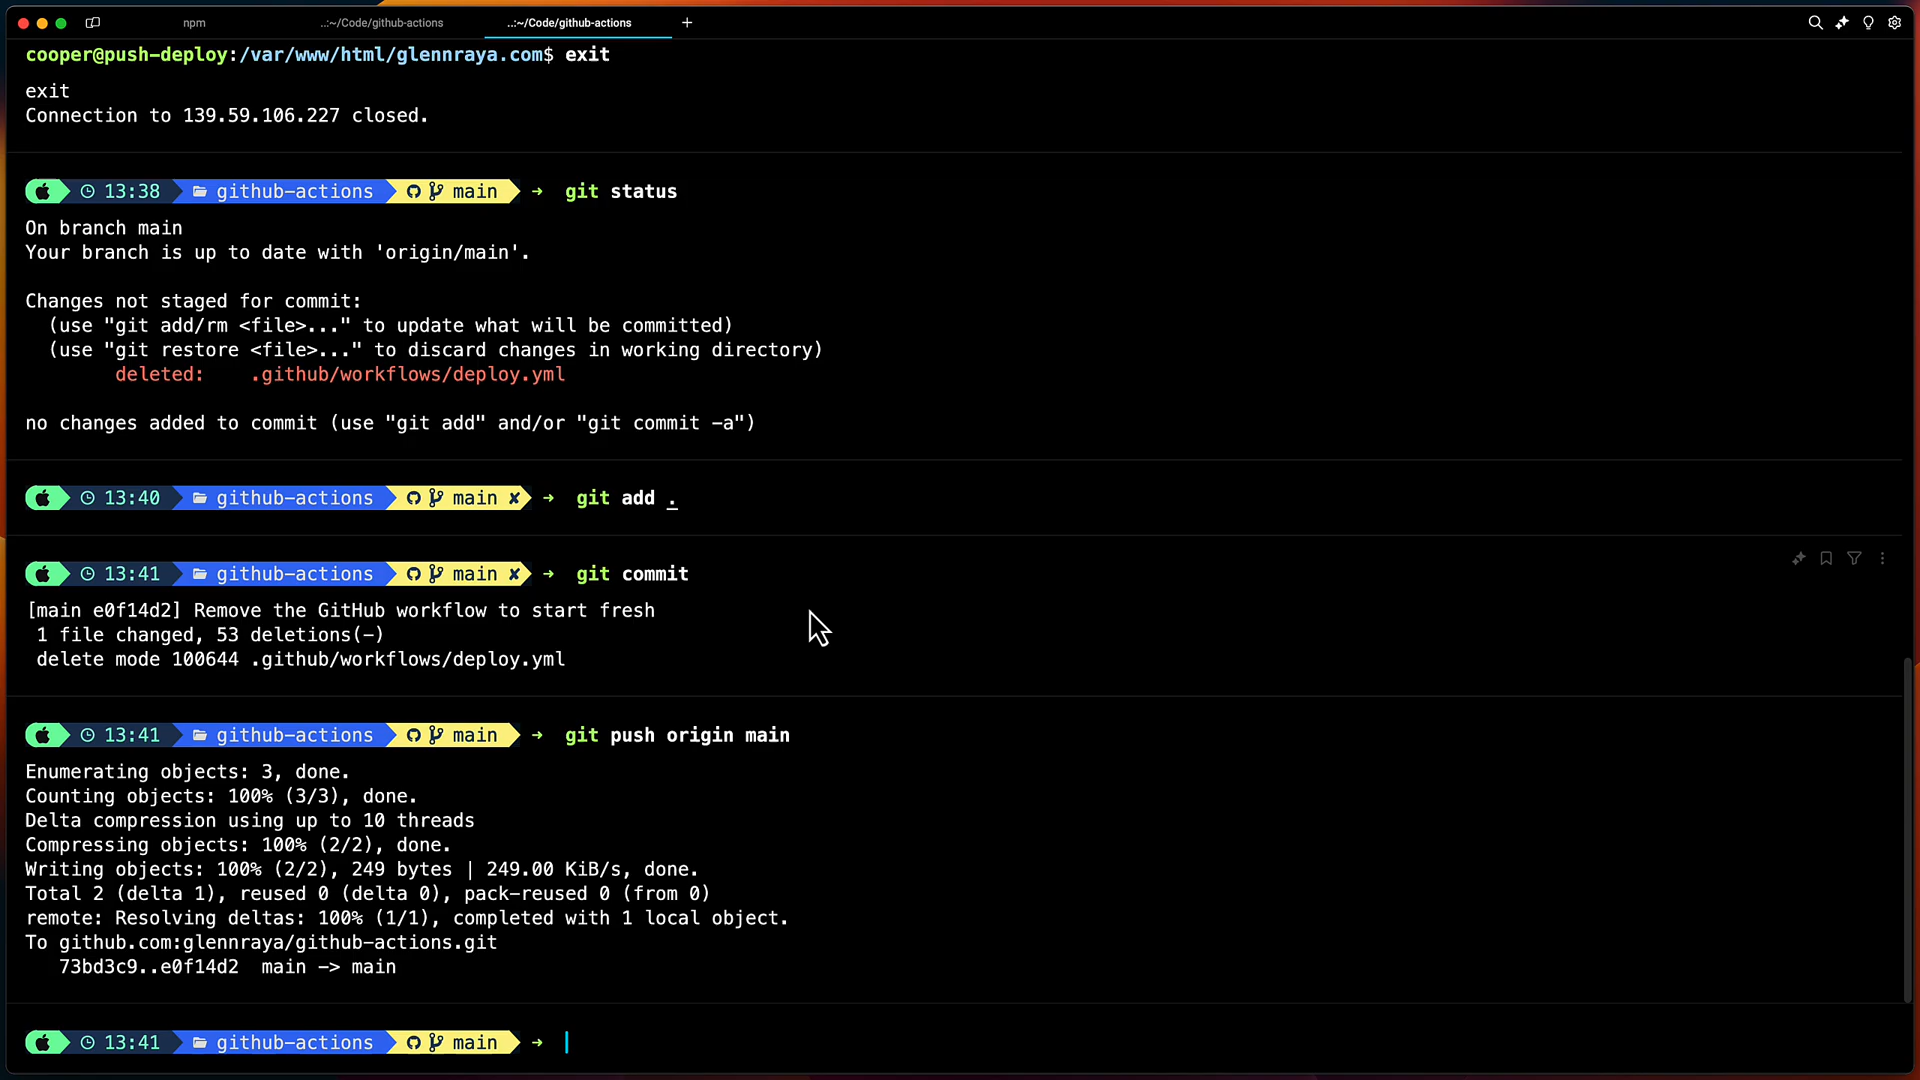 npm
..:~/Code/github-actions
..:~/Code/github-actions
+
cooper@push-deploy:/var/www/html/glennraya.com$ exit
exit
Connection to 139.59.106.227 closed.
13:38 github-actions main → git status
On branch main
Your branch is up to date with 'origin/main'.
Changes not staged for commit:
(use "git add/rm <file>..." to update what will be committed)
(use "git restore <file>..." to discard changes in working directory)
deleted: .github/workflows/deploy.yml
no changes added to commit (use "git add" and/or "git commit -a")
13:40 github-actions main ✘ → git add .
13:41 github-actions main ✘ → git commit
[main e0f14d2] Remove the GitHub workflow to start fresh
1 file changed, 53 deletions(-)
delete mode 100644 .github/workflows/deploy.yml
13:41 github-actions main → git push origin main
Enumerating objects: 3, done.
Counting objects: 100% (3/3), done.
Delta compression using up to 10 threads
Compressing objects: 100% (2/2), done.
Writing objects: 100% (2/2), 249 bytes | 249.00 KiB/s, done.
Total 2 (delta 1), reused 0 (delta 0), pack-reused 0 (from 0)
remote: Resolving deltas: 100% (1/1), completed with 1 local object.
To github.com:glennraya/github-actions.git
73bd3c9..e0f14d2 main -> main
13:41 github-actions main →